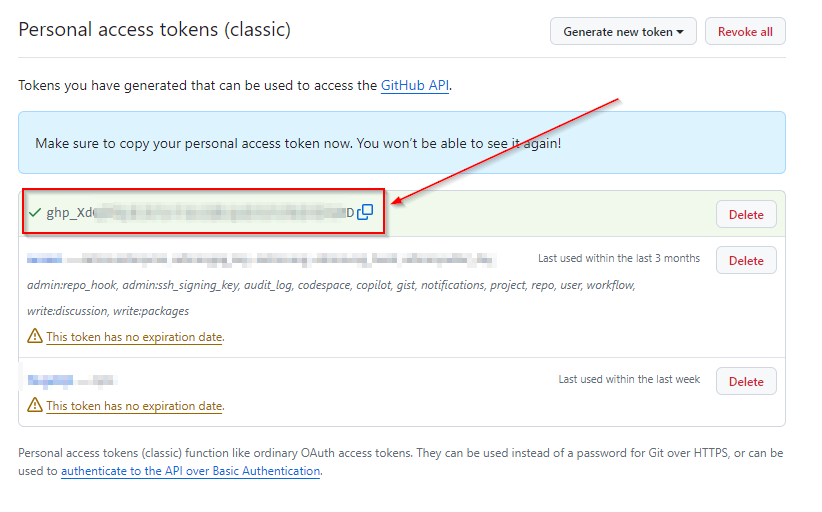 Personal access tokens (classic)
Generate new token
Revoke all
Tokens you have generated that can be used to access the GitHub API.
Make sure to copy your personal access token now. You won't be able to see it again!
Delete
Last used within the last 3 months
Delete
admin:repo_hook, admin:ssh_signing_key, audit_log, codespace, copilot, gist, notifications, project, repo, user, workflow,
write:discussion, write:packages
This token has no expiration date.
Last used within the last week
Delete
This token has no expiration date.
Personal access tokens (classic) function like ordinary OAuth access tokens. They can be used instead of a password for Git over HTTPS, or can be
used to authenticate to the API over Basic Authentication.